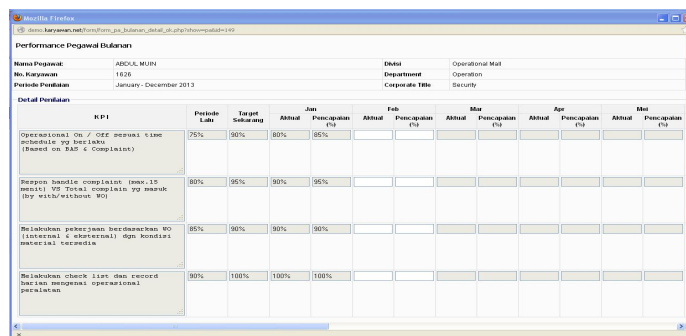 Mozilla Firefox
demo.karyawan.net/form/form_pa_bulanan_detail_pk.php?show=paIuid=149
Performance Pegawai Bulanan
Nama Pegawai: ABDUL MUIN Divisi Operational Mall
No. Karyawan 1626 Department Operation
Periode Penilaian January - December 2013 Corporate Title Security
Detail Penilaian
K P I Periode Lalu Target Sekarang Jan Feb Mar Apr Mei
Aktual Pencapaian (%) Aktual Pencapaian (%) Aktual Pencapaian (%) Aktual Pencapaian (%) Aktual Pencapaian (%)
Operasional On / Off sesuai time 75% 90% 80% 85%
schedule yg berlaku
(Based on BAS & Complaint)
Respon handle complaint (max.15 80% 95% 90% 95%
menit) VS Total complain yg masuk
(by with/without WO)
Melakukan pekerjaan berdasarkan WO 85% 90% 90% 90%
(internal & eksternal) dgn kondisi
material tersedia
Melakukan check list dan record 90% 100% 100% 100%
harian mengenai operasional
peralatan